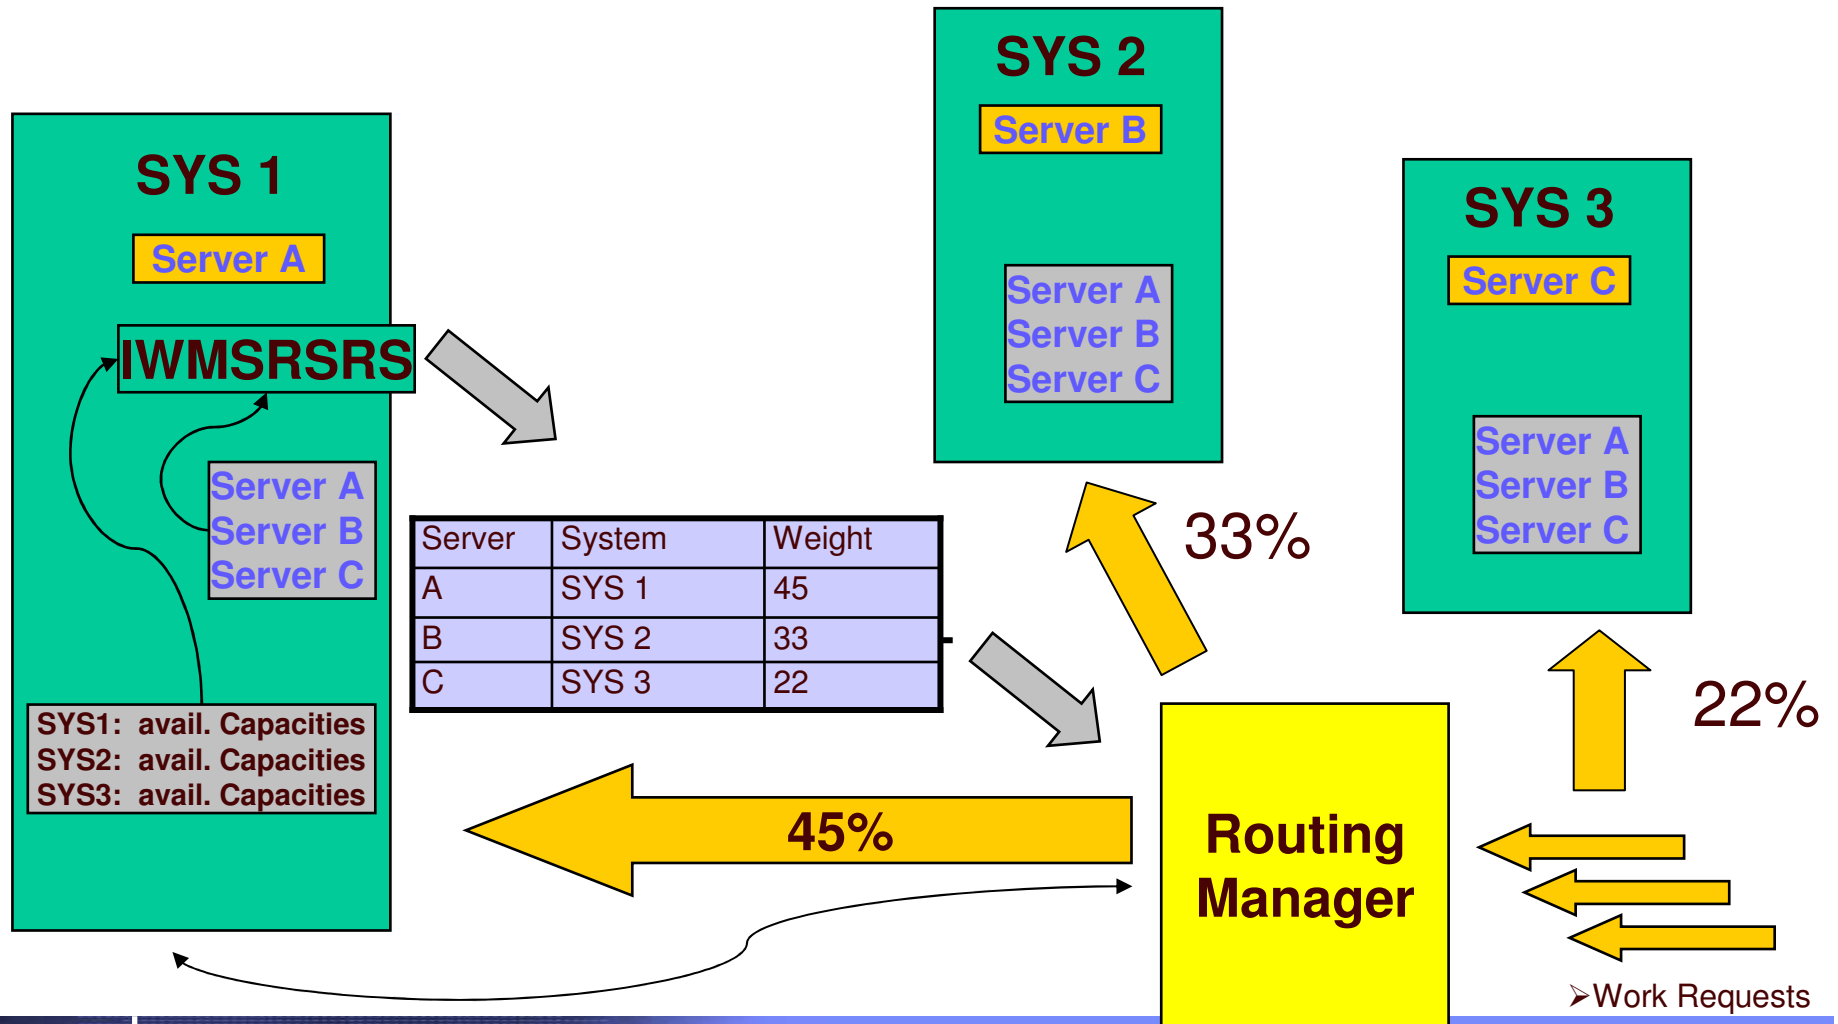 SYS 1
Server A
IWMSRSRS
Server A
Server B
Server C
SYS1: avail. Capacities
SYS2: avail. Capacities
SYS3: avail. Capacities
Server System Weight
A SYS 1 45
B SYS 2 33
C SYS 3 22
SYS 2
Server B
Server A
Server B
Server C
33%
SYS 3
Server C
Server A
Server B
Server C
22%
45%
Routing
Manager
➢Work Requests